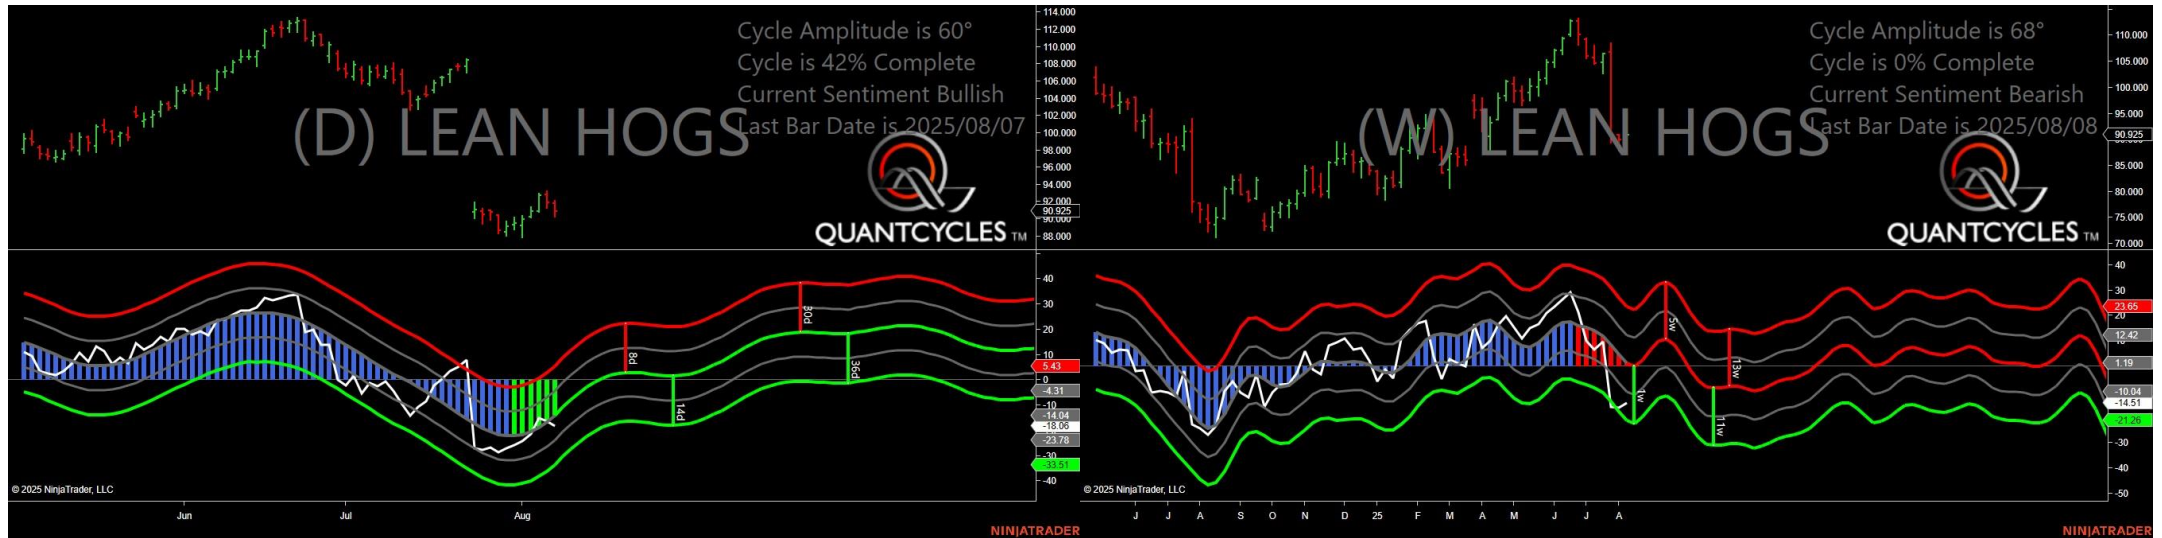 Cycle Amplitude is 60°
Cycle is 42% Complete
Current Sentiment Bullish
Last Bar Date is 2025/08/07
(D) LEAN HOGS
QUANTCYCLES TM
114.000
112.000
110.000
108.000
106.000
104.000
102.000
100.000
98.000
96.000
94.000
92.000
90.925
90.000
88.000
8d
14d
30d
36d
40
30
20
10
5.43
0
-4.31
-10
-14.04
-18.06
-23.78
-30
-33.51
-40
© 2025 NinjaTrader, LLC
Jun
Jul
Aug
NINJATRADER
Cycle Amplitude is 68°
Cycle is 0% Complete
Current Sentiment Bearish
Last Bar Date is 2025/08/08
(W) LEAN HOGS
QUANTCYCLES TM
110.000
105.000
100.000
95.000
90.925
85.000
80.000
75.000
70.000
1w
5w
11w
13w
40
30
23.65
20
12.42
1.19
-10.04
-14.51
-21.26
-30
-40
-50
© 2025 NinjaTrader, LLC
J J A S O N D 25 F M A M J J A
NINJATRADER